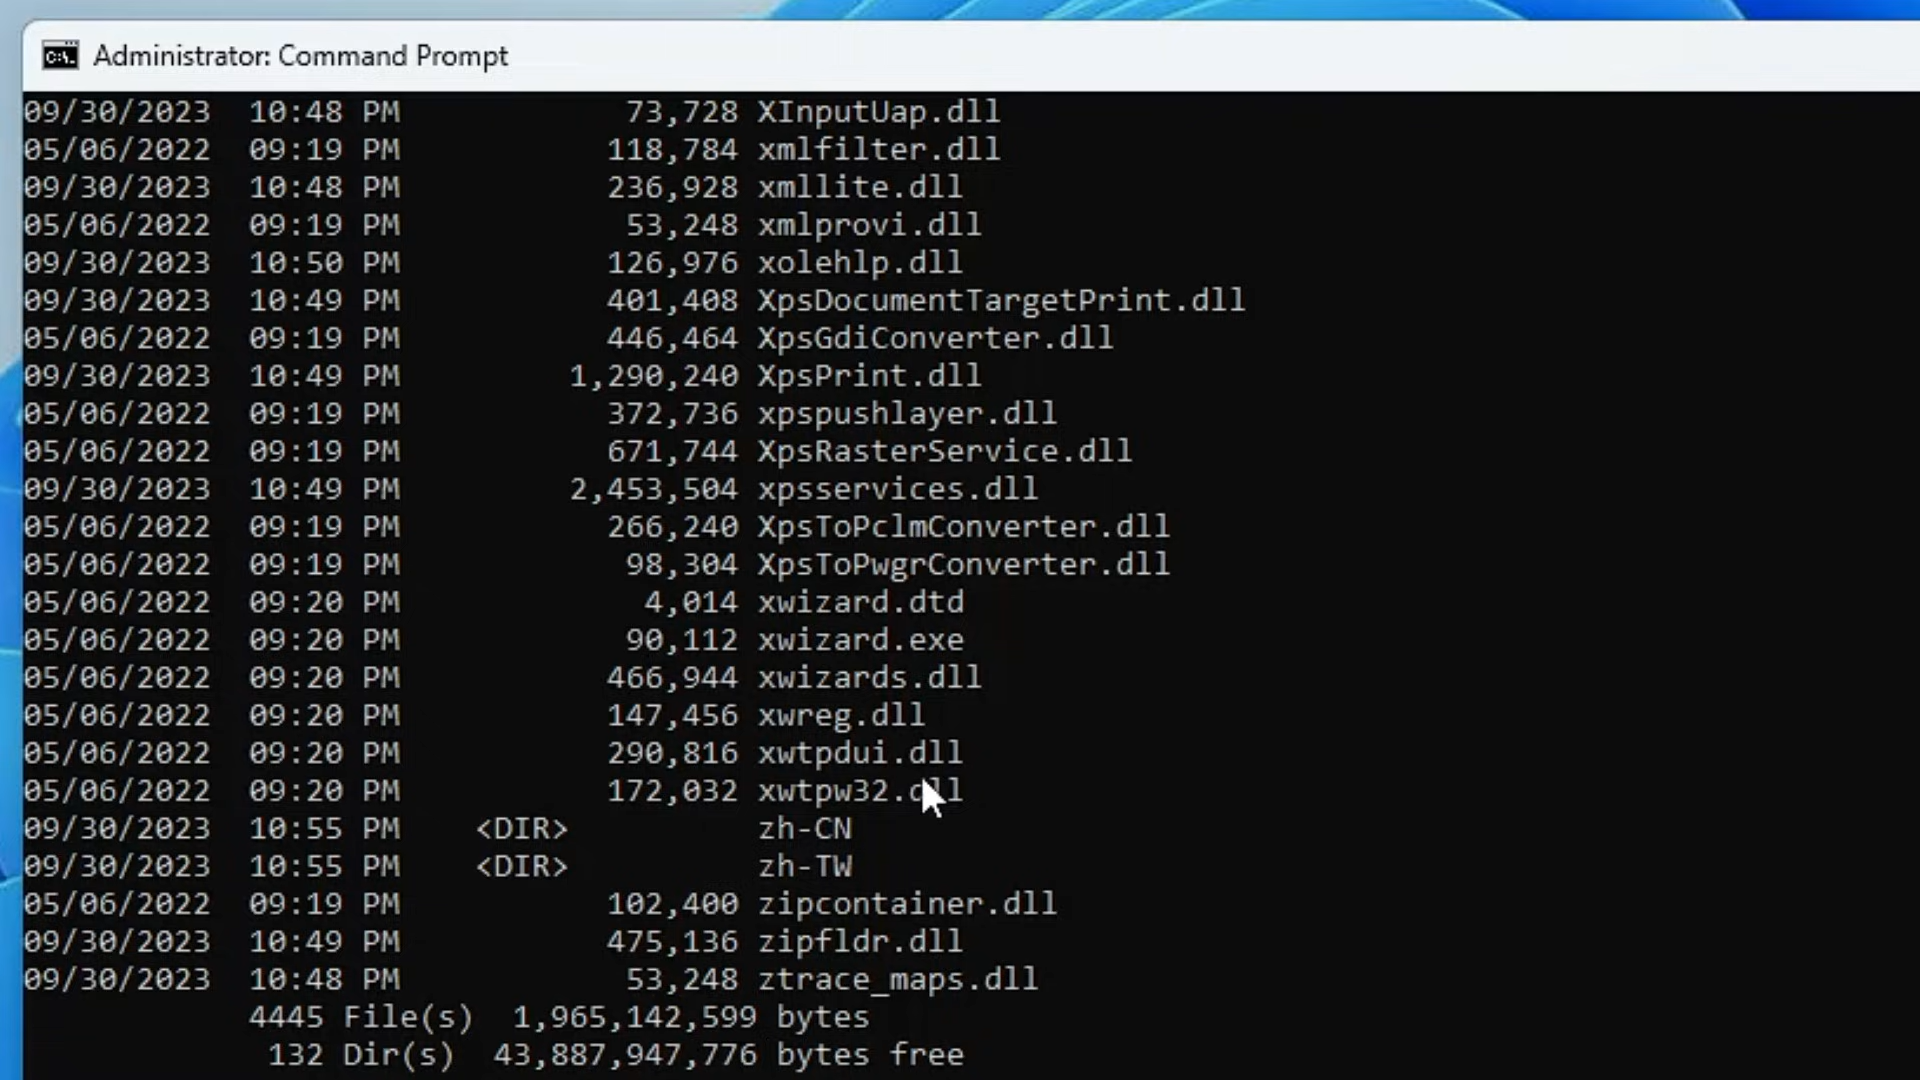 Administrator: Command Prompt
09/30/2023  10:48 PM            73,728 XInputUap.dll
05/06/2022  09:19 PM           118,784 xmlfilter.dll
09/30/2023  10:48 PM           236,928 xmllite.dll
05/06/2022  09:19 PM            53,248 xmlprovi.dll
09/30/2023  10:50 PM           126,976 xolehlp.dll
09/30/2023  10:49 PM           401,408 XpsDocumentTargetPrint.dll
05/06/2022  09:19 PM           446,464 XpsGdiConverter.dll
09/30/2023  10:49 PM         1,290,240 XpsPrint.dll
05/06/2022  09:19 PM           372,736 xpspushlayer.dll
05/06/2022  09:19 PM           671,744 XpsRasterService.dll
09/30/2023  10:49 PM         2,453,504 xpsservices.dll
05/06/2022  09:19 PM           266,240 XpsToPclmConverter.dll
05/06/2022  09:19 PM            98,304 XpsToPwgrConverter.dll
05/06/2022  09:20 PM             4,014 xwizard.dtd
05/06/2022  09:20 PM            90,112 xwizard.exe
05/06/2022  09:20 PM           466,944 xwizards.dll
05/06/2022  09:20 PM           147,456 xwreg.dll
05/06/2022  09:20 PM           290,816 xwtpdui.dll
05/06/2022  09:20 PM           172,032 xwtpw32.dll
09/30/2023  10:55 PM    <DIR>          zh-CN
09/30/2023  10:55 PM    <DIR>          zh-TW
05/06/2022  09:19 PM           102,400 zipcontainer.dll
09/30/2023  10:49 PM           475,136 zipfldr.dll
09/30/2023  10:48 PM            53,248 ztrace_maps.dll
            4445 File(s)  1,965,142,599 bytes
             132 Dir(s)  43,887,947,776 bytes free